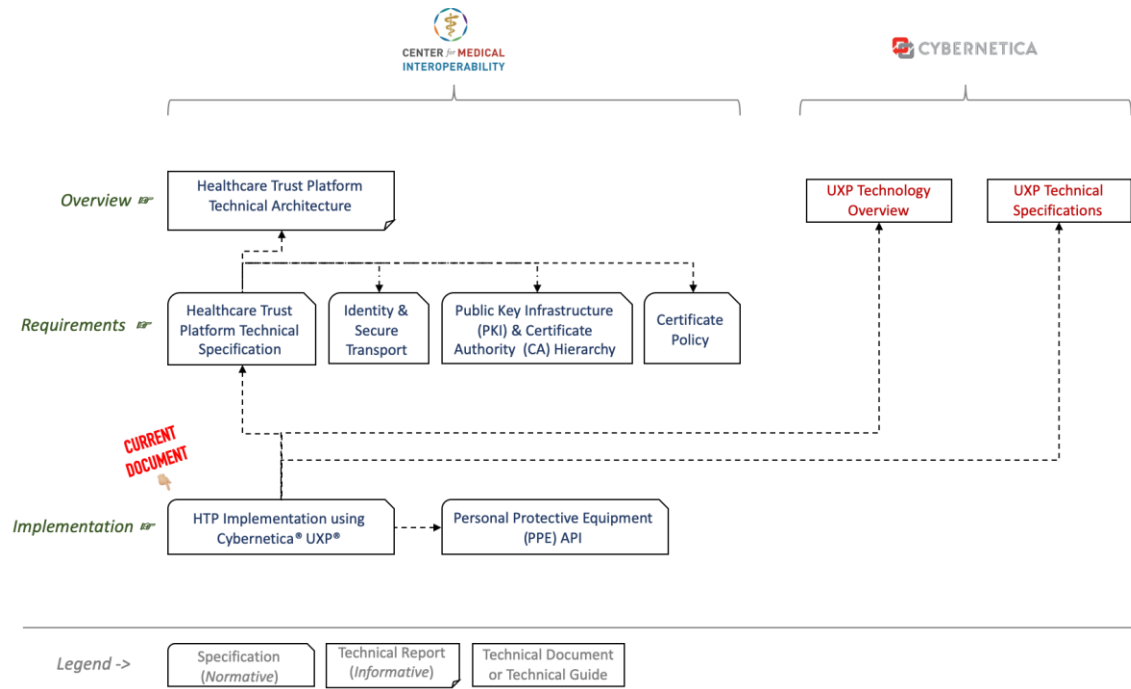 CENTER for MEDICAL
INTEROPERABILITY
CYBERNETICA
Overview ☞
Healthcare Trust Platform
Technical Architecture
UXP Technology
Overview
UXP Technical
Specifications
Requirements ☞
Healthcare Trust
Platform Technical
Specification
Identity &
Secure
Transport
Public Key Infrastructure
(PKI) & Certificate
Authority (CA) Hierarchy
Certificate
Policy
CURRENT
DOCUMENT
Implementation ☞
HTP Implementation using
Cybernetica® UXP®
Personal Protective Equipment
(PPE) API
Legend ->
Specification
(Normative)
Technical Report
(Informative)
Technical Document
or Technical Guide